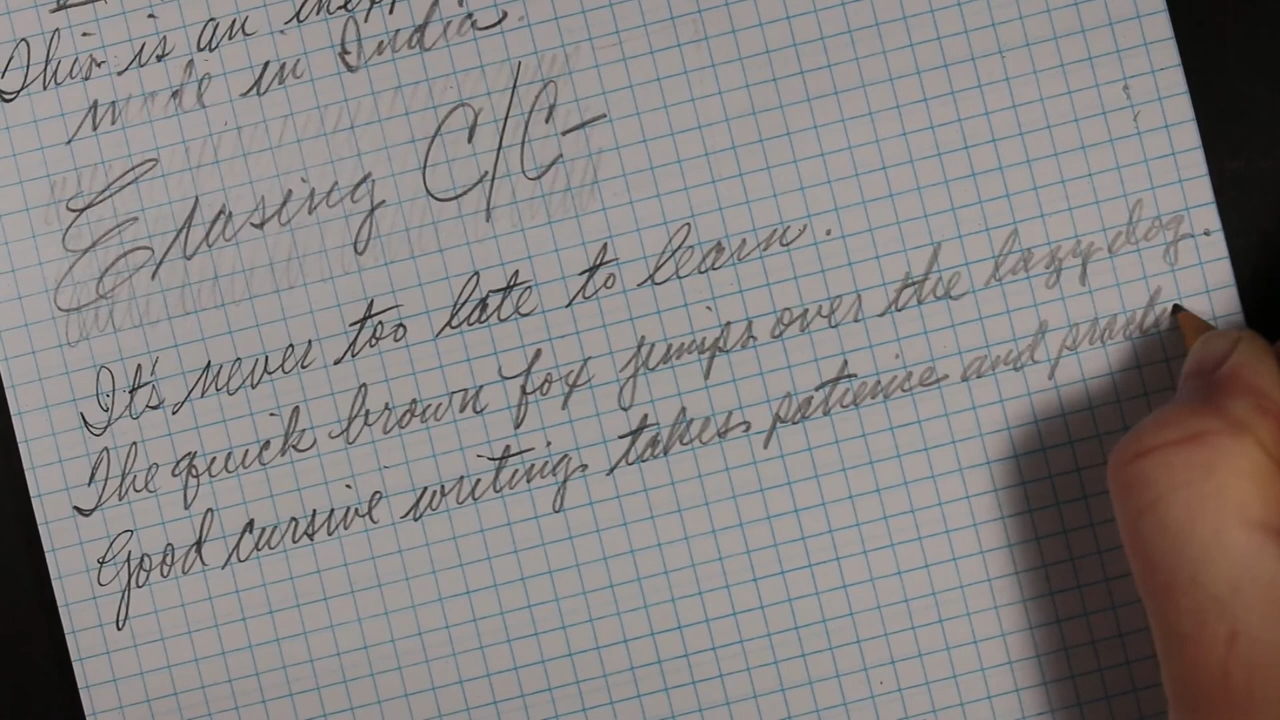 This is an
made in India.
Erasing C/C-
It's never too late to learn.
The quick brown fox jumps over the lazy dog.
Good cursive writing takes patience and